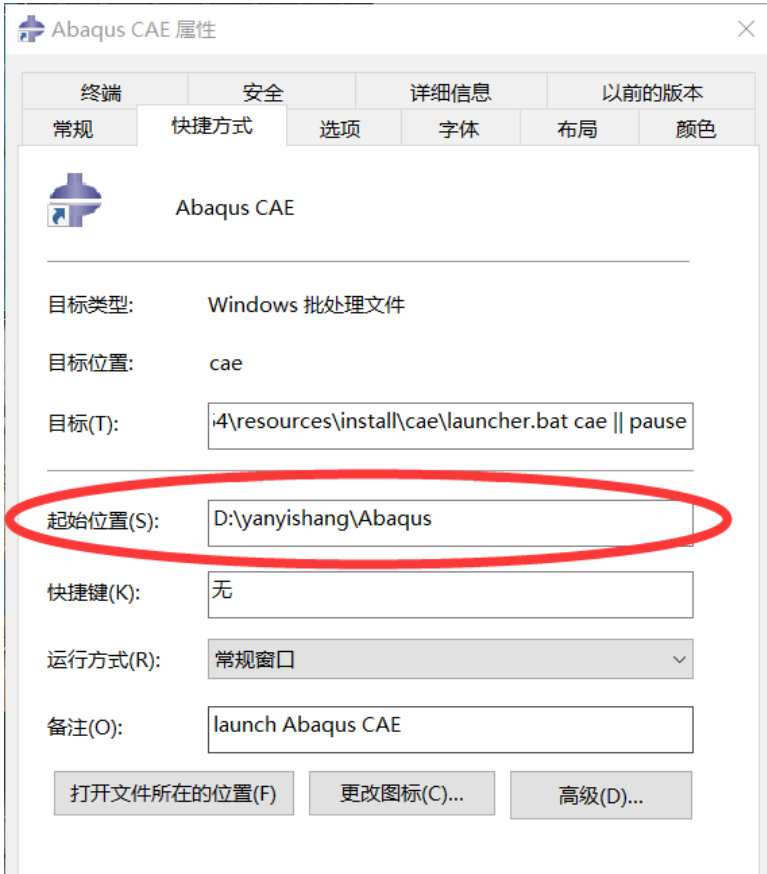 Abaqus CAE 属性
终端 安全 详细信息 以前的版本
常规 快捷方式 选项 字体 布局 颜色
Abaqus CAE
目标类型: Windows 批处理文件
目标位置: cae
目标(T): 64\resources\install\cae\launcher.bat cae || pause
起始位置(S): D:\yanyishang\Abaqus
快捷键(K): 无
运行方式(R): 常规窗口
备注(O): launch Abaqus CAE
打开文件所在的位置(F) 更改图标(C)... 高级(D)...